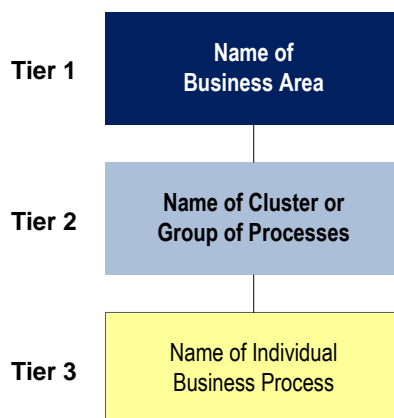 Tier 1
Name of
Business Area
Tier 2
Name of Cluster or
Group of Processes
Tier 3
Name of Individual
Business Process